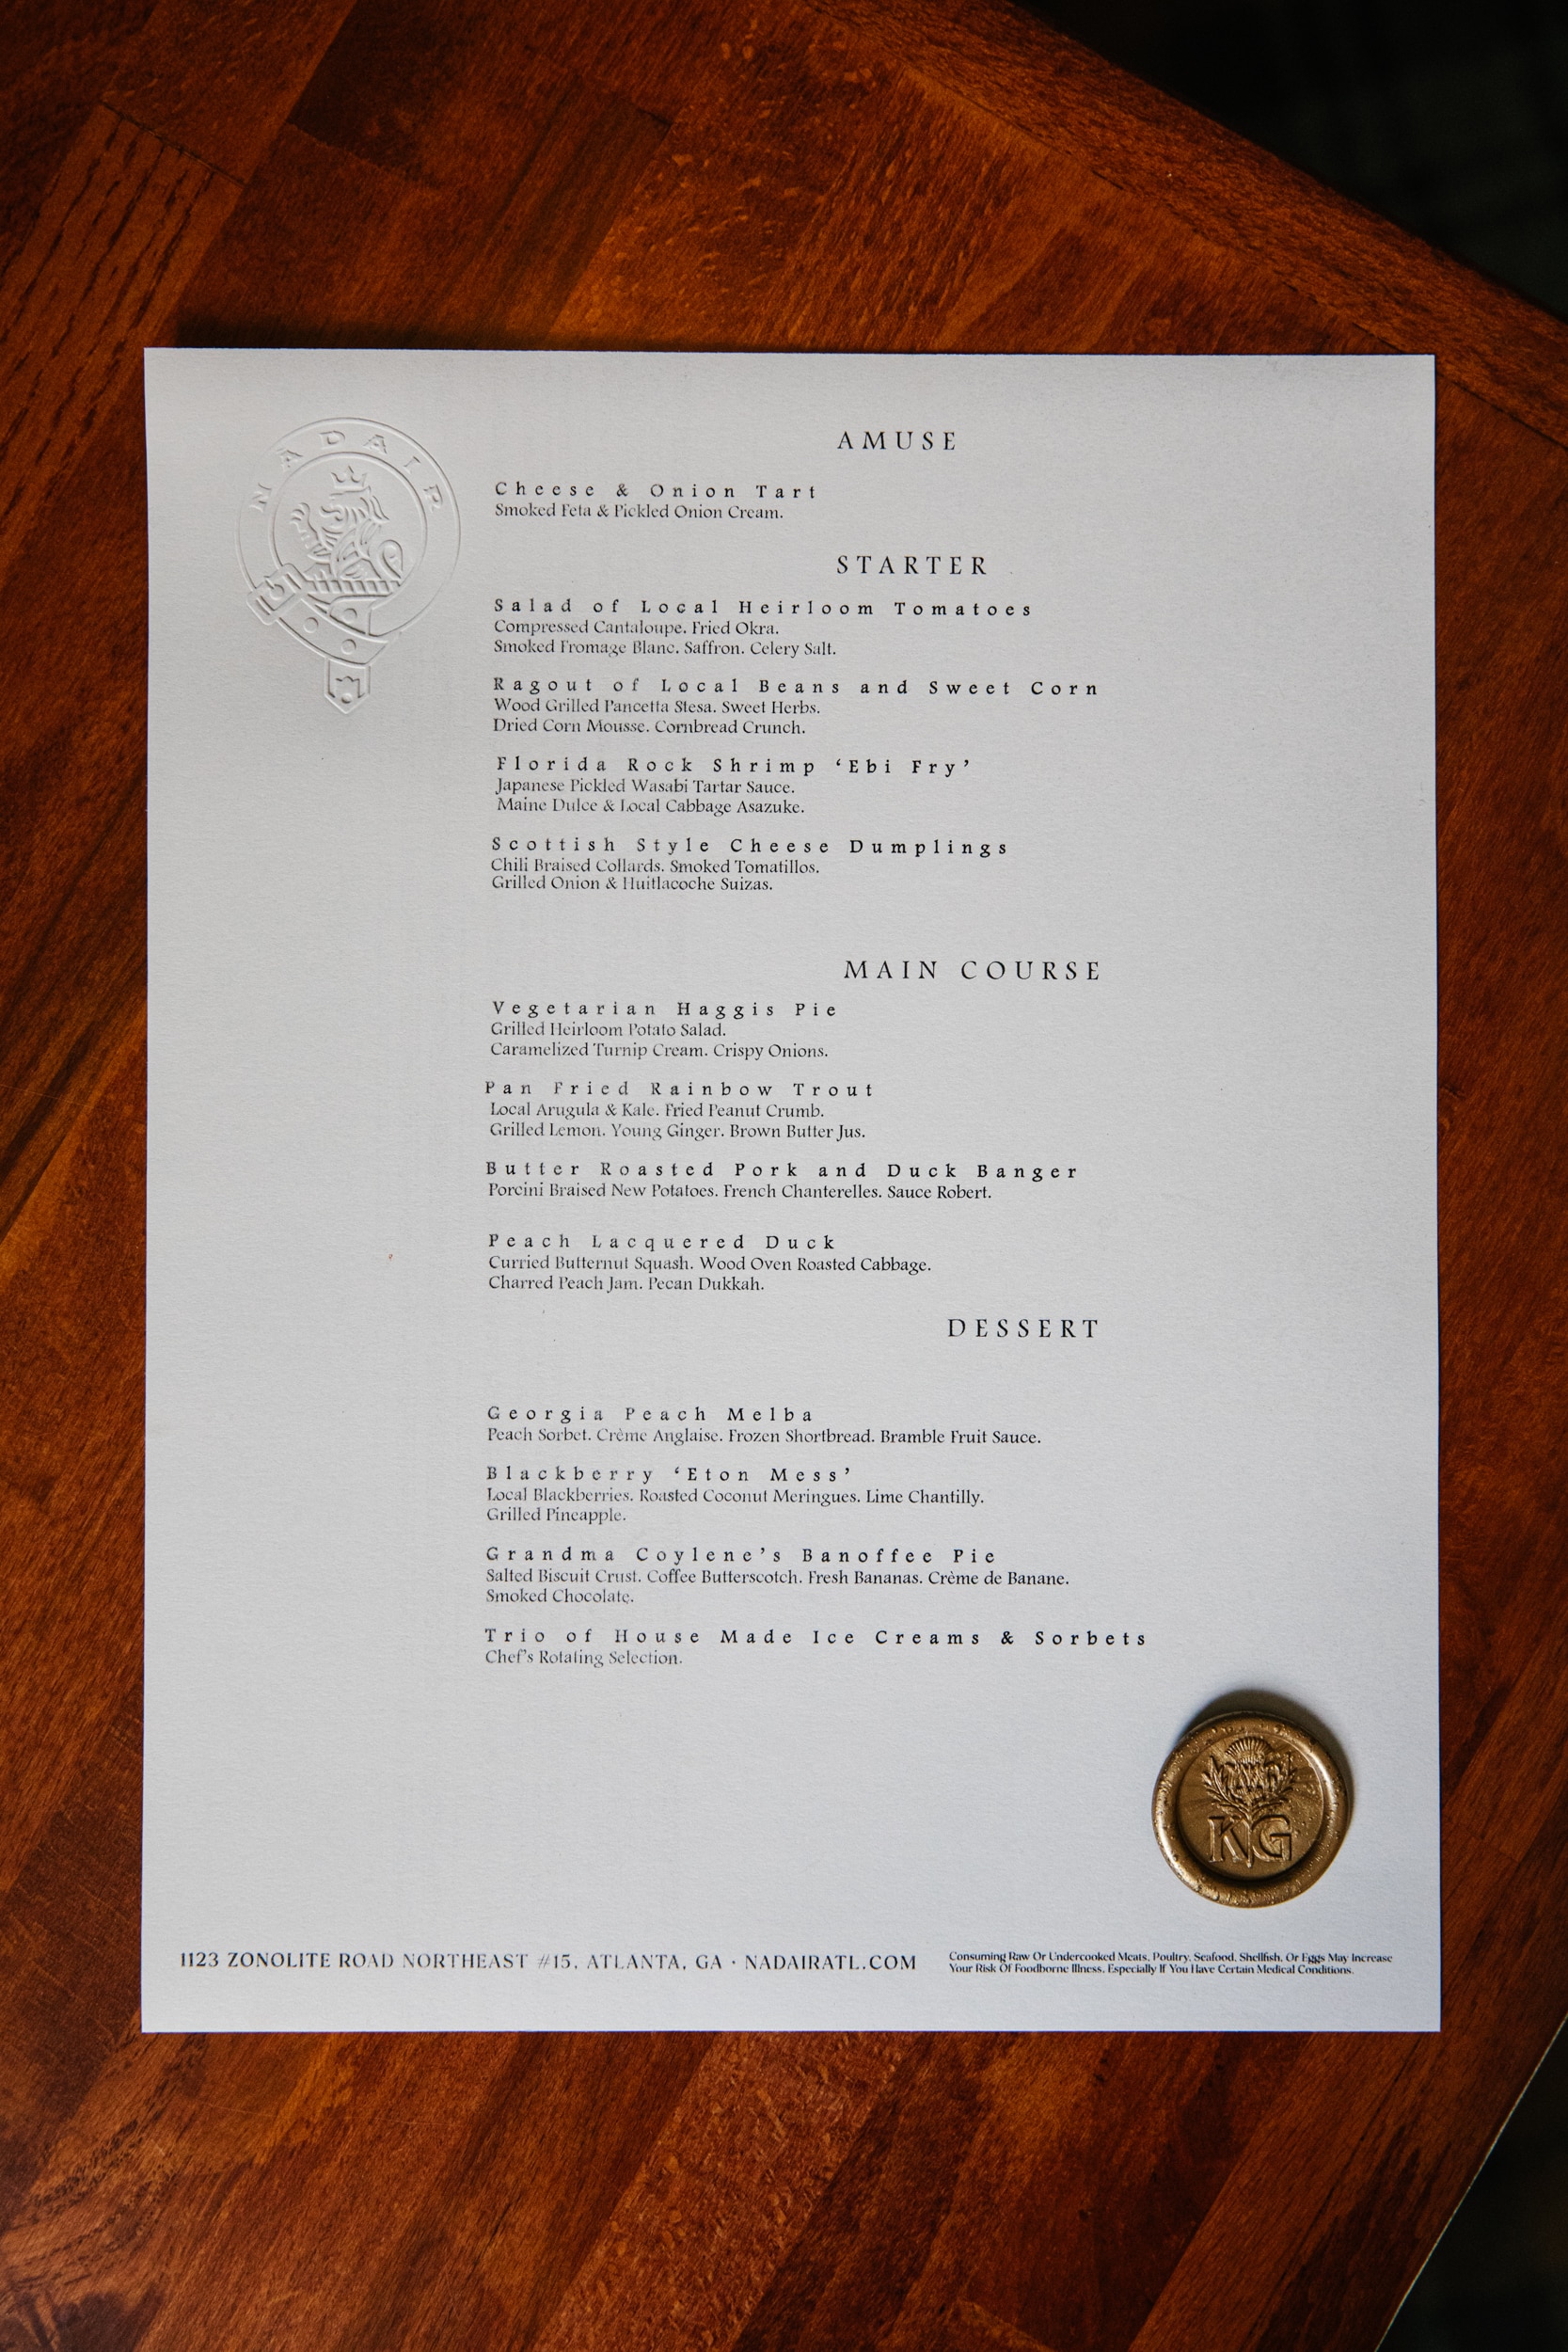 NADAIR
AMUSE
Cheese & Onion Tart
Smoked Feta & Pickled Onion Cream.
STARTER
Salad of Local Heirloom Tomatoes
Compressed Cantaloupe. Fried Okra.
Smoked Fromage Blanc. Saffron. Celery Salt.
Ragout of Local Beans and Sweet Corn
Wood Grilled Pancetta Stesa. Sweet Herbs.
Dried Corn Mousse. Cornbread Crunch.
Florida Rock Shrimp ‘Ebi Fry’
Japanese Pickled Wasabi Tartar Sauce.
Maine Dulce & Local Cabbage Asazuke.
Scottish Style Cheese Dumplings
Chili Braised Collards. Smoked Tomatillos.
Grilled Onion & Huitlacoche Suizas.
MAIN COURSE
Vegetarian Haggis Pie
Grilled Heirloom Potato Salad.
Caramelized Turnip Cream. Crispy Onions.
Pan Fried Rainbow Trout
Local Arugula & Kale. Fried Peanut Crumb.
Grilled Lemon. Young Ginger. Brown Butter Jus.
Butter Roasted Pork and Duck Banger
Porcini Braised New Potatoes. French Chanterelles. Sauce Robert.
Peach Lacquered Duck
Curried Butternut Squash. Wood Oven Roasted Cabbage.
Charred Peach Jam. Pecan Dukkah.
DESSERT
Georgia Peach Melba
Peach Sorbet. Crème Anglaise. Frozen Shortbread. Bramble Fruit Sauce.
Blackberry ‘Eton Mess’
Local Blackberries. Roasted Coconut Meringues. Lime Chantilly.
Grilled Pineapple.
Grandma Coylene’s Banoffee Pie
Salted Biscuit Crust. Coffee Butterscotch. Fresh Bananas. Crème de Banane.
Smoked Chocolate.
Trio of House Made Ice Creams & Sorbets
Chef's Rotating Selection.
KG
1123 ZONOLITE ROAD NORTHEAST #15, ATLANTA, GA · NADAIRATL.COM
Consuming Raw Or Undercooked Meats, Poultry, Seafood, Shellfish, Or Eggs May Increase
Your Risk Of Foodborne Illness, Especially If You Have Certain Medical Conditions.